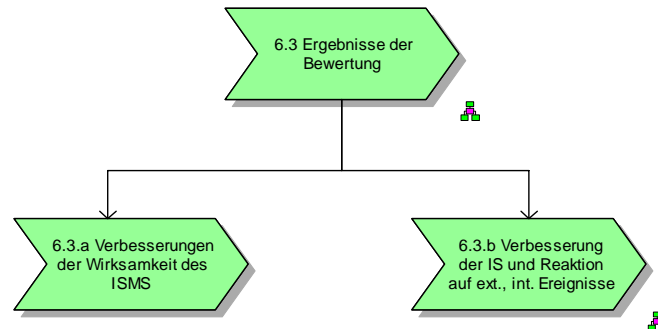 6.3 Ergebnisse der
Bewertung
6.3.a Verbesserungen
der Wirksamkeit des
ISMS
6.3.b Verbesserung
der IS und Reaktion
auf ext., int. Ereignisse